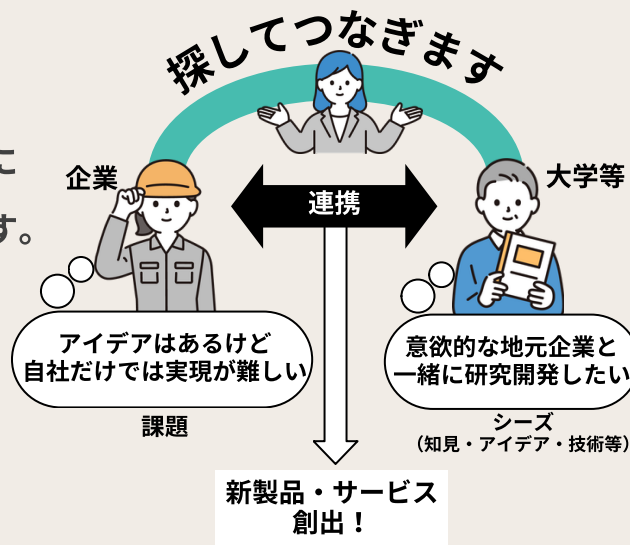 探してつなぎます
に
す。
企業
大学等
連携
アイデアはあるけど
自社だけでは実現が難しい
意欲的な地元企業と
一緒に研究開発したい
課題
シーズ
（知見・アイデア・技術等）
新製品・サービス
創出！